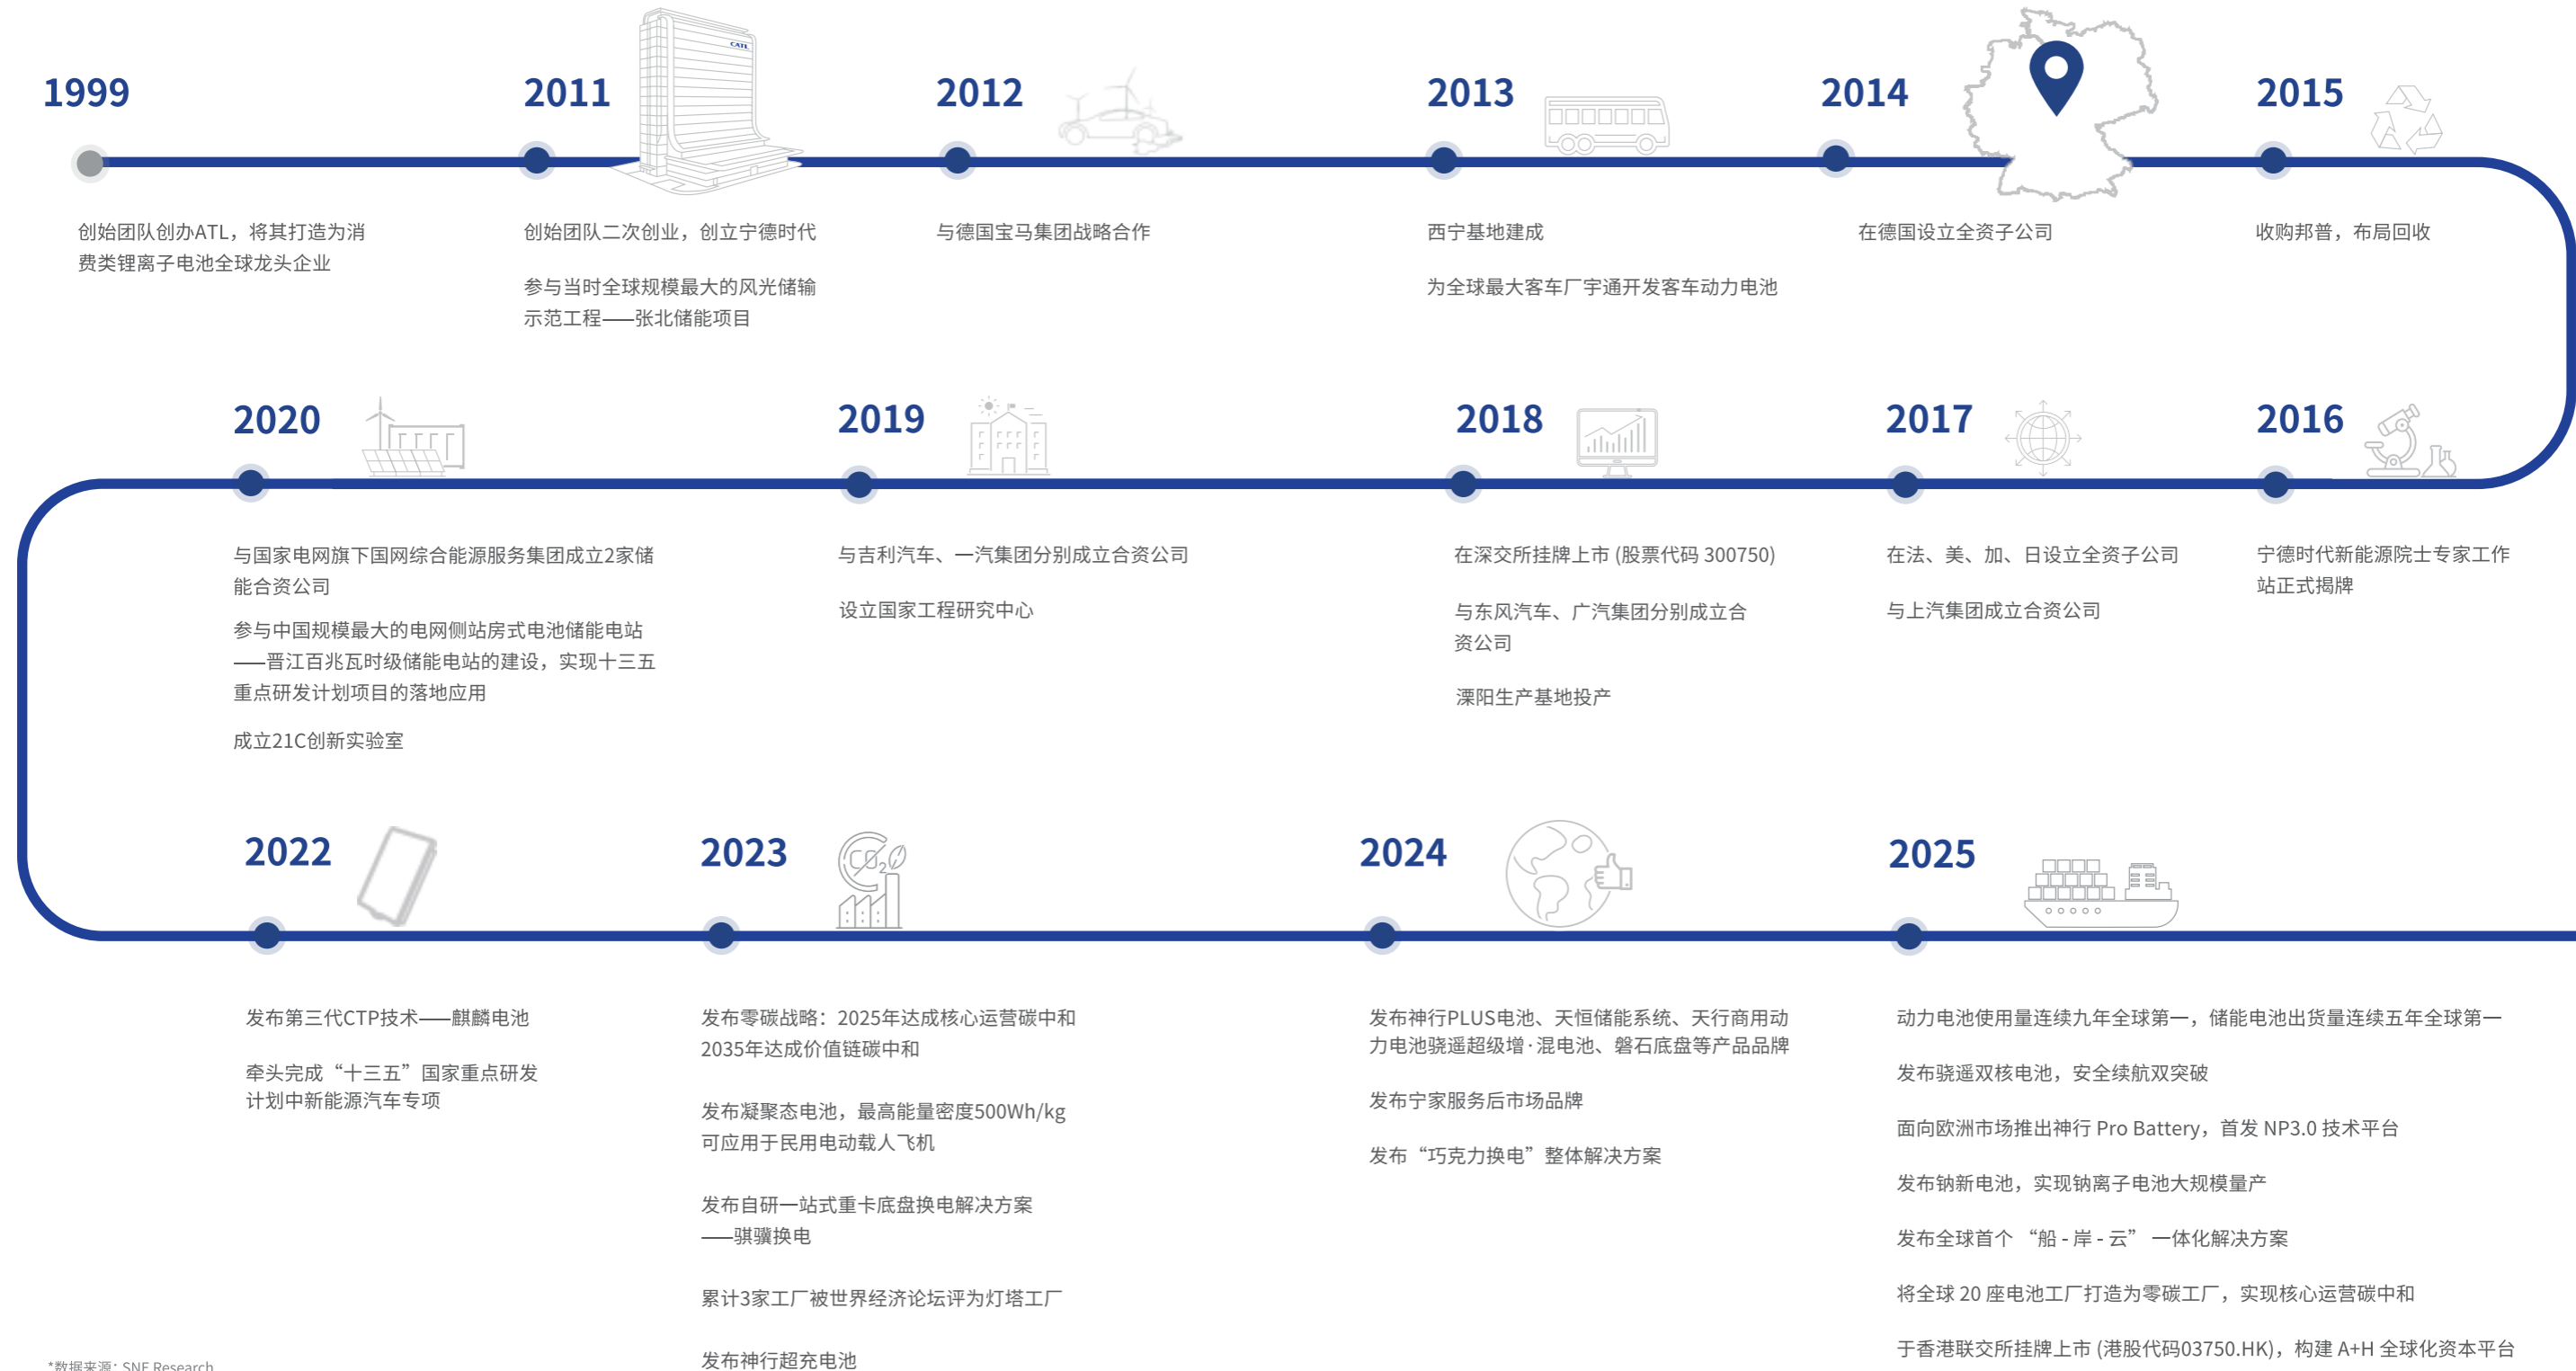 1999
创始团队创办ATL，将其打造为消
费类锂离子电池全球龙头企业
2011
CATL
创始团队二次创业，创立宁德时代
参与当时全球规模最大的风光储输
示范工程——张北储能项目
2012
与德国宝马集团战略合作
2013
西宁基地建成
为全球最大客车厂宇通开发客车动力电池
2014
在德国设立全资子公司
2015
收购邦普，布局回收
2016
宁德时代新能源院士专家工作
站正式揭牌
2017
在法、美、加、日设立全资子公司
与上汽集团成立合资公司
2018
在深交所挂牌上市 (股票代码 300750)
与东风汽车、广汽集团分别成立合
资公司
溧阳生产基地投产
2019
与吉利汽车、一汽集团分别成立合资公司
设立国家工程研究中心
2020
与国家电网旗下国网综合能源服务集团成立2家储
能合资公司
参与中国规模最大的电网侧站房式电池储能电站
——晋江百兆瓦时级储能电站的建设，实现十三五
重点研发计划项目的落地应用
成立21C创新实验室
2022
发布第三代CTP技术——麒麟电池
牵头完成“十三五”国家重点研发
计划中新能源汽车专项
2023
CO2
发布零碳战略：2025年达成核心运营碳中和
2035年达成价值链碳中和
发布凝聚态电池，最高能量密度500Wh/kg
可应用于民用电动载人飞机
发布自研一站式重卡底盘换电解决方案
——骐骥换电
累计3家工厂被世界经济论坛评为灯塔工厂
发布神行超充电池
2024
发布神行PLUS电池、天恒储能系统、天行商用动
力电池骁遥超级增·混电池、磐石底盘等产品品牌
发布宁家服务后市场品牌
发布“巧克力换电”整体解决方案
2025
动力电池使用量连续九年全球第一，储能电池出货量连续五年全球第一
发布骁遥双核电池，安全续航双突破
面向欧洲市场推出神行 Pro Battery，首发 NP3.0 技术平台
发布钠新电池，实现钠离子电池大规模量产
发布全球首个 “船 - 岸 - 云” 一体化解决方案
将全球 20 座电池工厂打造为零碳工厂，实现核心运营碳中和
于香港联交所挂牌上市 (港股代码03750.HK)，构建 A+H 全球化资本平台
*数据来源：SNE Research